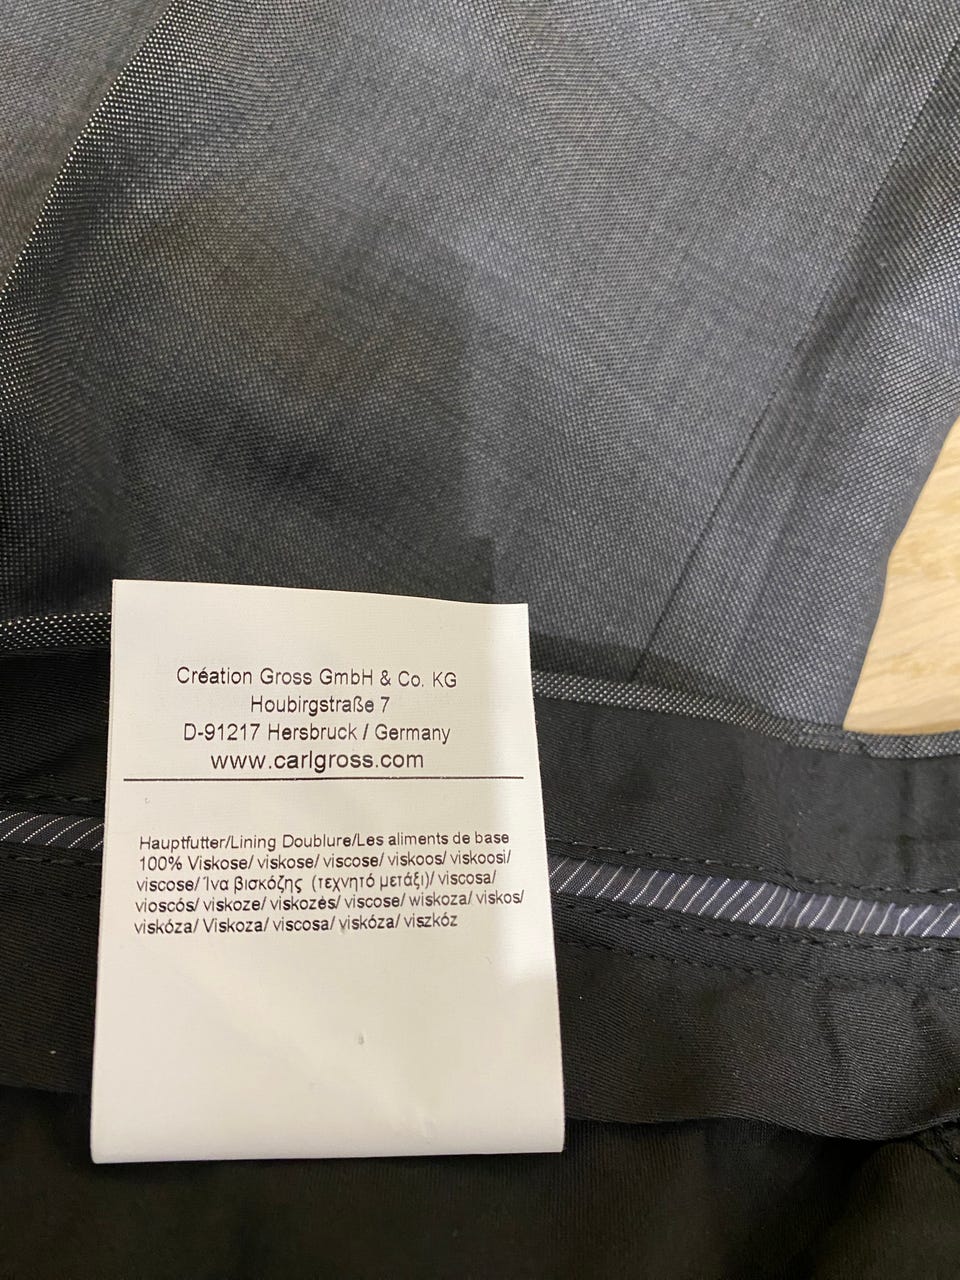 Création Gross GmbH & Co. KG
Houbirgstraße 7
D-91217 Hersbruck / Germany
www.carlgross.com
Hauptfutter/Lining Doublure/Les aliments de base
100% Viskose/ viskose/ viscose/ viskoos/ viskoosi/
viscose/ Ίνα βισκόζης (τεχνητό μετάξι)/ viscosa/
vioscós/ viskoze/ viskozès/ viscose/ wiskoza/ viskos/
viskóza/ Viskoza/ viscosa/ viskóza/ viszkóz